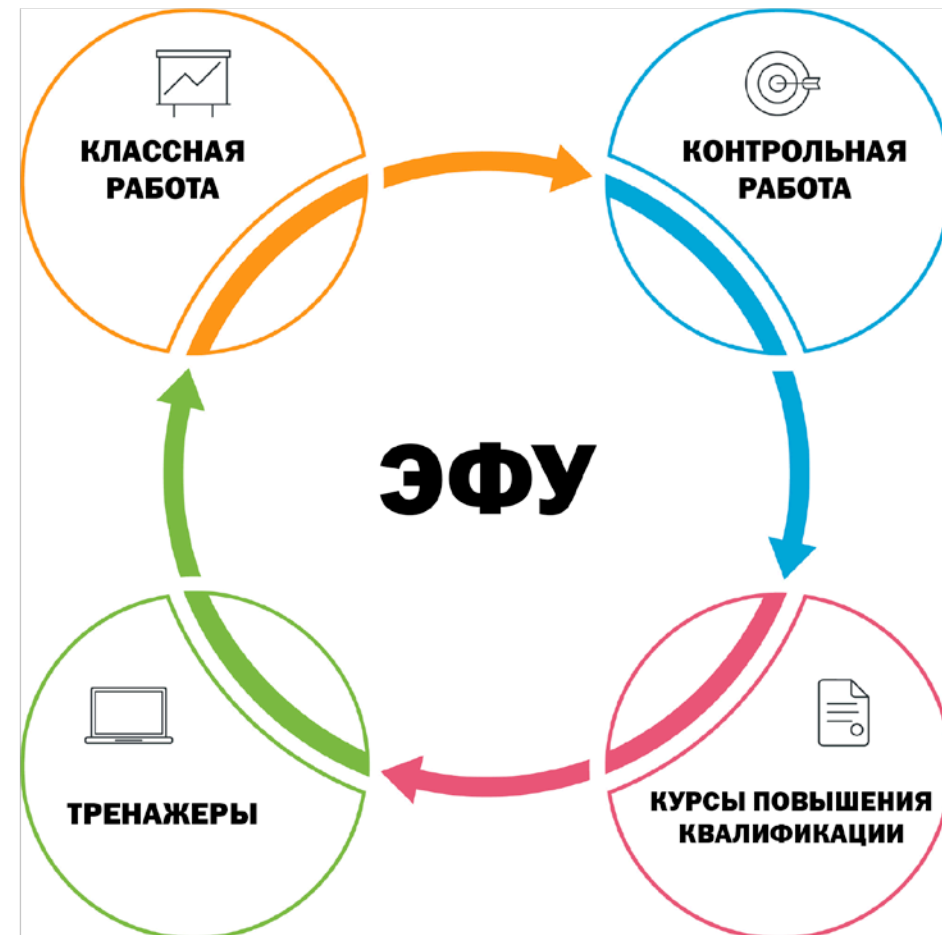 КЛАССНАЯ
РАБОТА
КОНТРОЛЬНАЯ
РАБОТА
ЭФУ
ТРЕНАЖЕРЫ
КУРСЫ ПОВЫШЕНИЯ
КВАЛИФИКАЦИИ